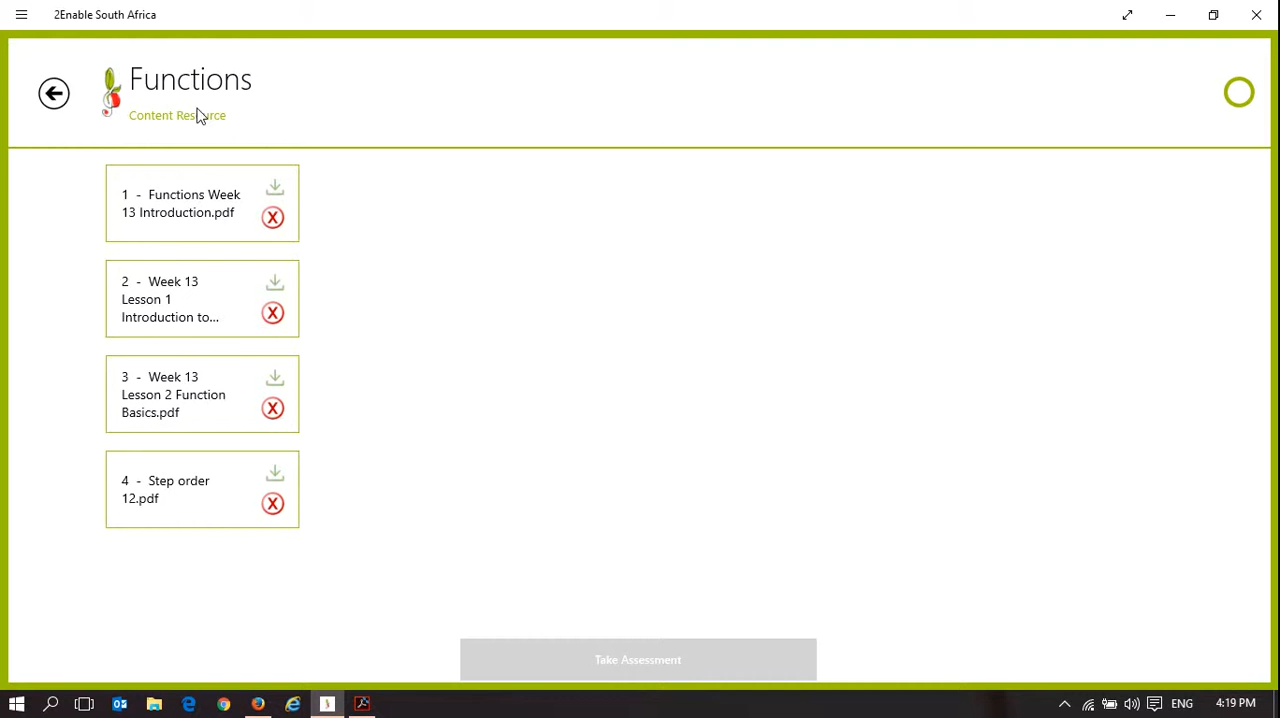 2Enable South Africa
Functions
Content Resource
1 - Functions Week
13 Introduction.pdf
X
2 - Week 13
Lesson 1
Introduction to...
X
3 - Week 13
Lesson 2 Function
Basics.pdf
X
4 - Step order
12.pdf
X
Take Assessment
ENG
4:19 PM